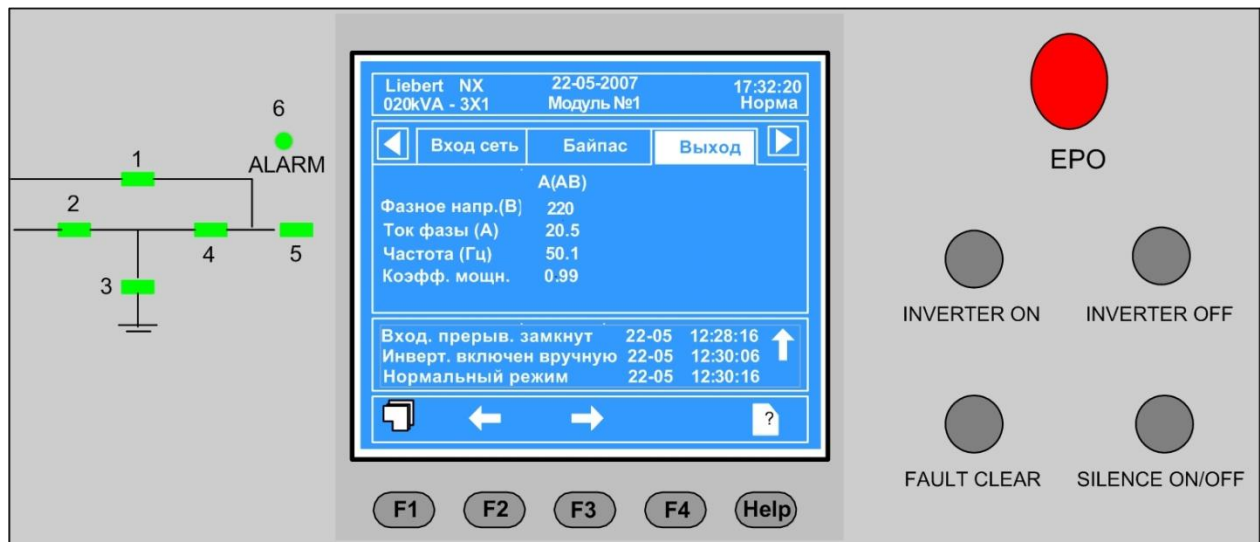 6
ALARM
1
2
4
5
3
Liebert NX 22-05-2007 17:32:20
020kVA - 3X1 Модуль №1 Норма
Вход сеть Байпас Выход
A(AB)
Фазное напр.(В) 220
Ток фазы (А) 20.5
Частота (Гц) 50.1
Коэфф. мощн. 0.99
Вход. прерыв. замкнут 22-05 12:28:16
Инверт. включен вручную 22-05 12:30:06
Нормальный режим 22-05 12:30:16
?
F1 F2 F3 F4 Help
EPO
INVERTER ON INVERTER OFF
FAULT CLEAR SILENCE ON/OFF